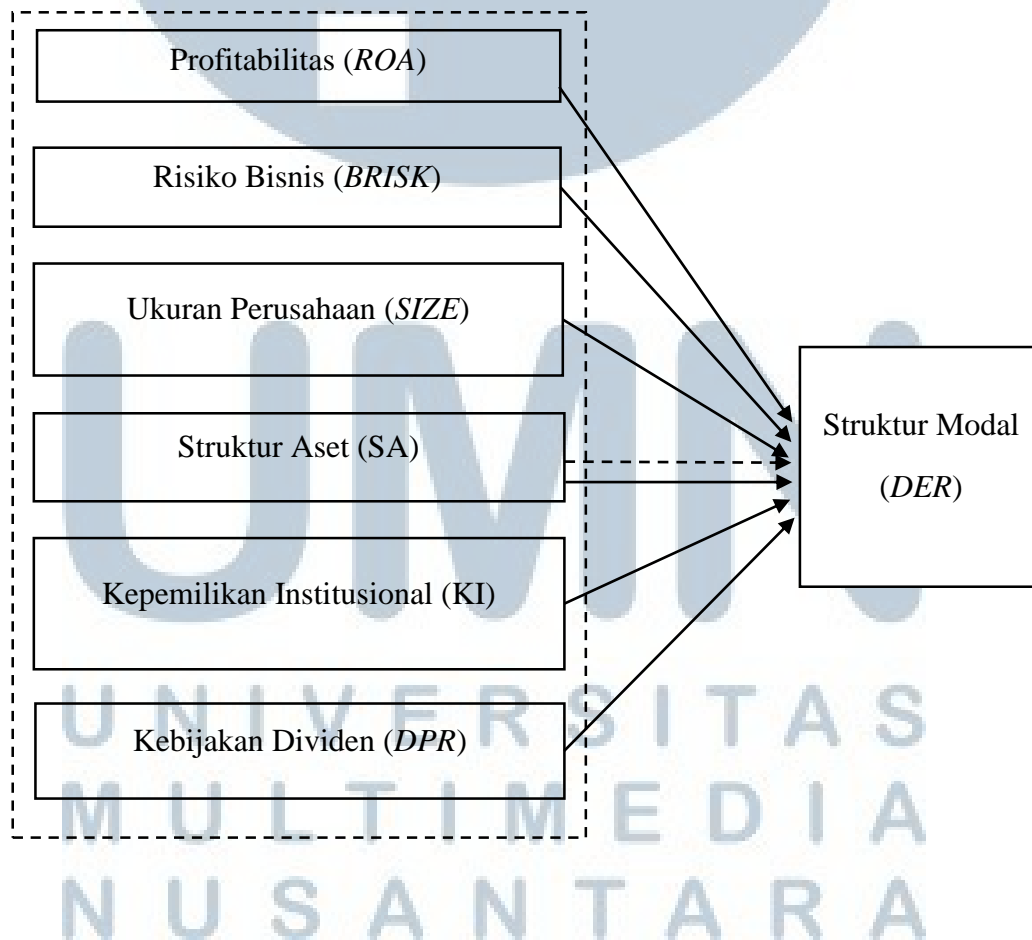 Profitabilitas (ROA)
Risiko Bisnis (BRISK)
Ukuran Perusahaan (SIZE)
Struktur Aset (SA)
Kepemilikan Institusional (KI)
Kebijakan Dividen (DPR)
Struktur Modal
(DER)
UMN
UNIVERSITAS
MULTIMEDIA
NUSANTARA